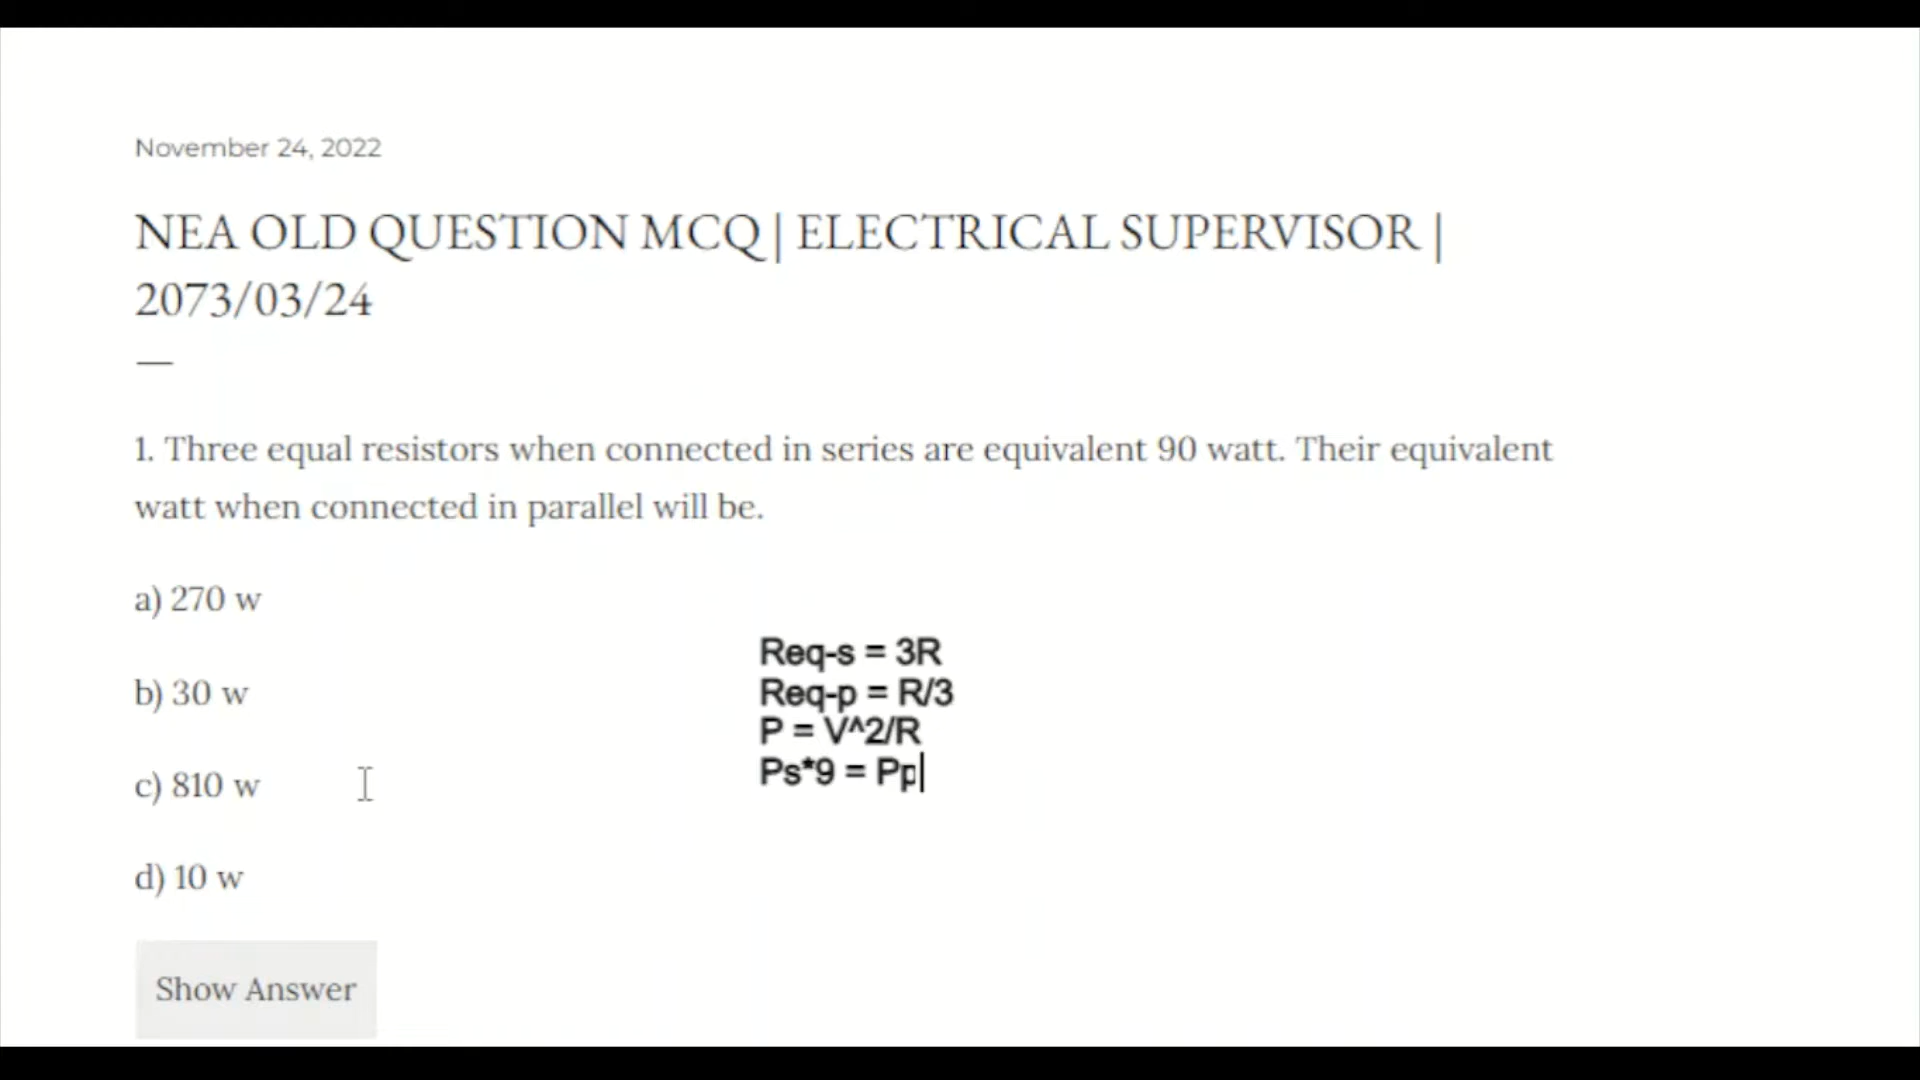 November 24, 2022
NEA OLD QUESTION MCQ | ELECTRICAL SUPERVISOR |
2073/03/24
1. Three equal resistors when connected in series are equivalent 90 watt. Their equivalent
watt when connected in parallel will be.
a) 270 w
b) 30 w
c) 810 w
d) 10 w
Req-s = 3R
Req-p = R/3
P = V^2/R
Ps*9 = Pp
Show Answer